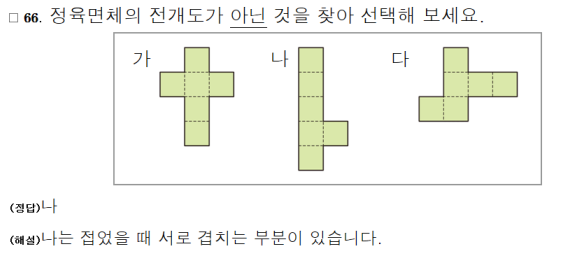 □ 66. 정육면체의 전개도가 아닌 것을 찾아 선택해 보세요.
가 나 다
(정답)나
(해설)나는 접었을 때 서로 겹치는 부분이 있습니다.